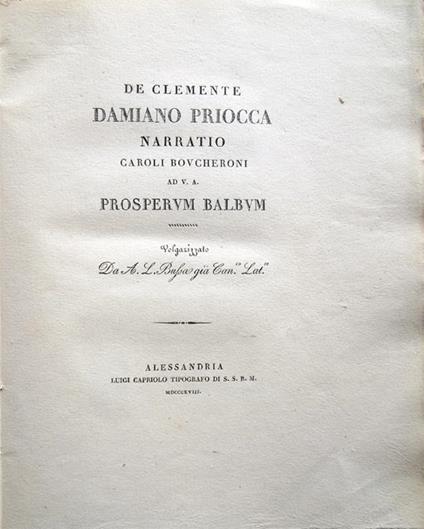 DE CLEMENTE
DAMIANO PRIOCCA
NARRATIO
CAROLI BOVCHERONI
AD V. A.
PROSPERVM BALBVM
Volgarizzato
Da A. L. Bussa già Can.co Lat.se
ALESSANDRIA
LUIGI CAPRIOLO TIPOGRAFO DI S. S. R. M.
MDCCCXVIII.